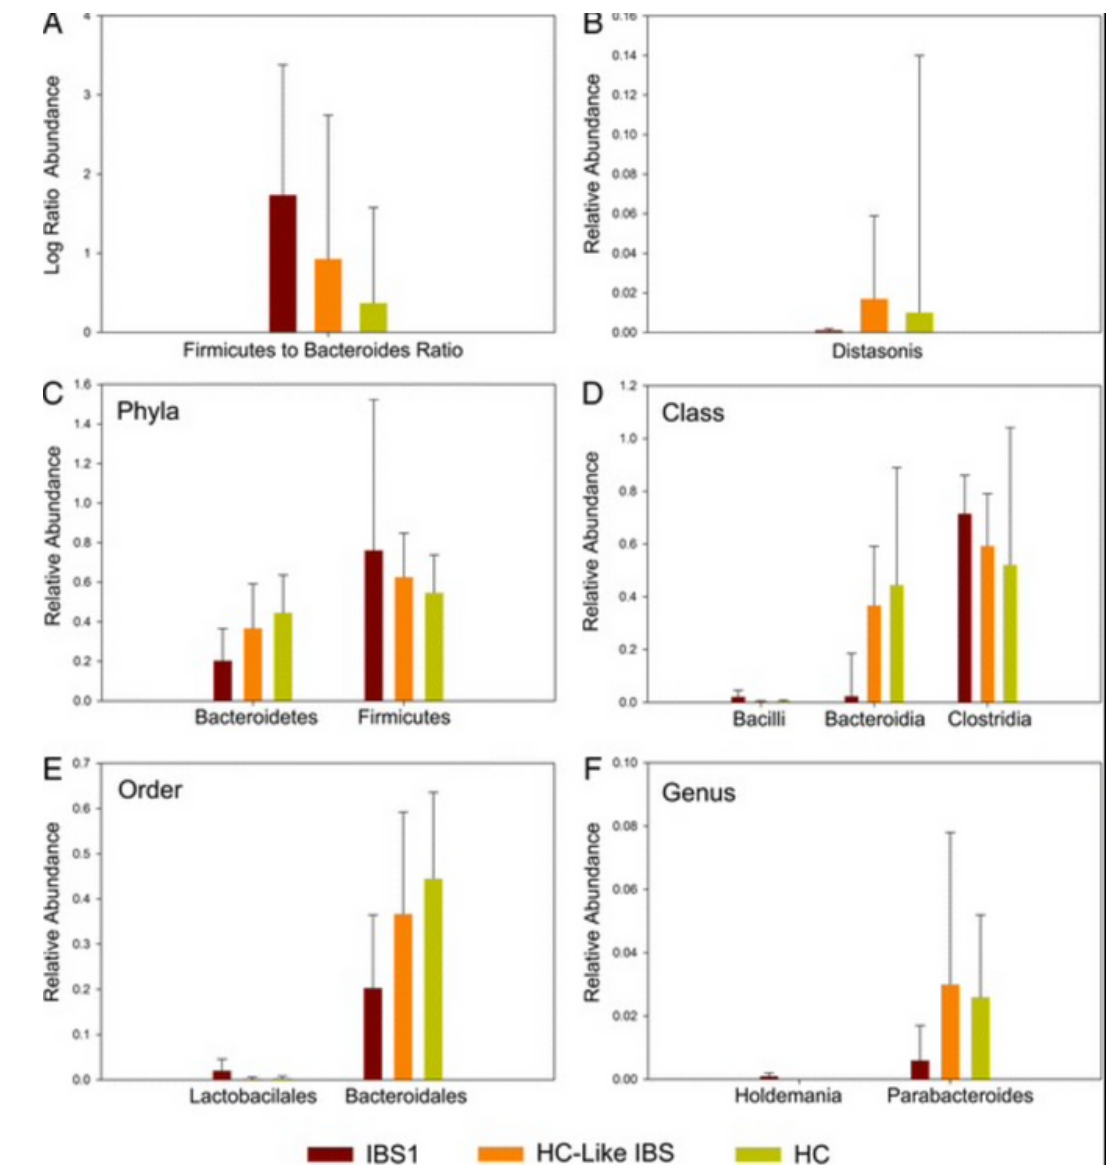 A
4
3
2
1
0
Log Ratio Abundance
Firmicutes to Bacteroides Ratio
B
0.16
0.14
0.12
0.10
0.08
0.06
0.04
0.02
0.00
Relative Abundance
Distasonis
C
Phyla
1.6
1.4
1.2
1.0
0.8
0.6
0.4
0.2
0.0
Relative Abundance
Bacteroidetes Firmicutes
D
Class
1.2
1.0
0.8
0.6
0.4
0.2
0.0
Relative Abundance
Bacilli Bacteroidia Clostridia
E
Order
0.7
0.6
0.5
0.4
0.3
0.2
0.1
0.0
Relative Abundance
Lactobacilales Bacteroidales
F
Genus
0.10
0.08
0.06
0.04
0.02
0.00
Relative Abundance
Holdemania Parabacteroides
IBS1 HC-Like IBS HC